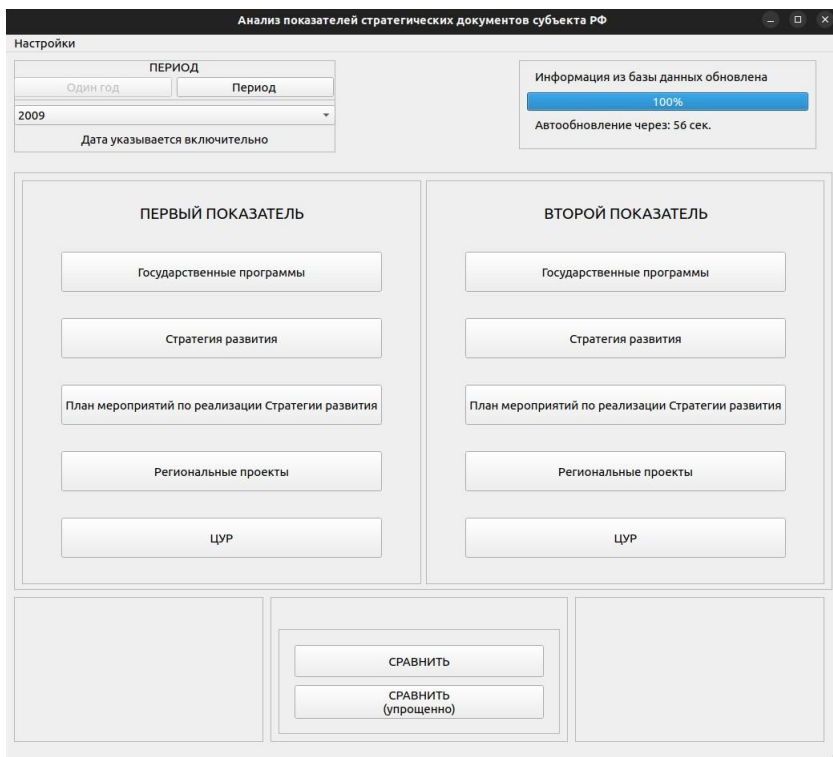 Анализ показателей стратегических документов субъекта РФ
Настройки
ПЕРИОД
Один год
Период
2009
Дата указывается включительно
Информация из базы данных обновлена
100%
Автообновление через: 56 сек.
ПЕРВЫЙ ПОКАЗАТЕЛЬ
Государственные программы
Стратегия развития
План мероприятий по реализации Стратегии развития
Региональные проекты
ЦУР
ВТОРОЙ ПОКАЗАТЕЛЬ
Государственные программы
Стратегия развития
План мероприятий по реализации Стратегии развития
Региональные проекты
ЦУР
СРАВНИТЬ
СРАВНИТЬ
(упрощенно)